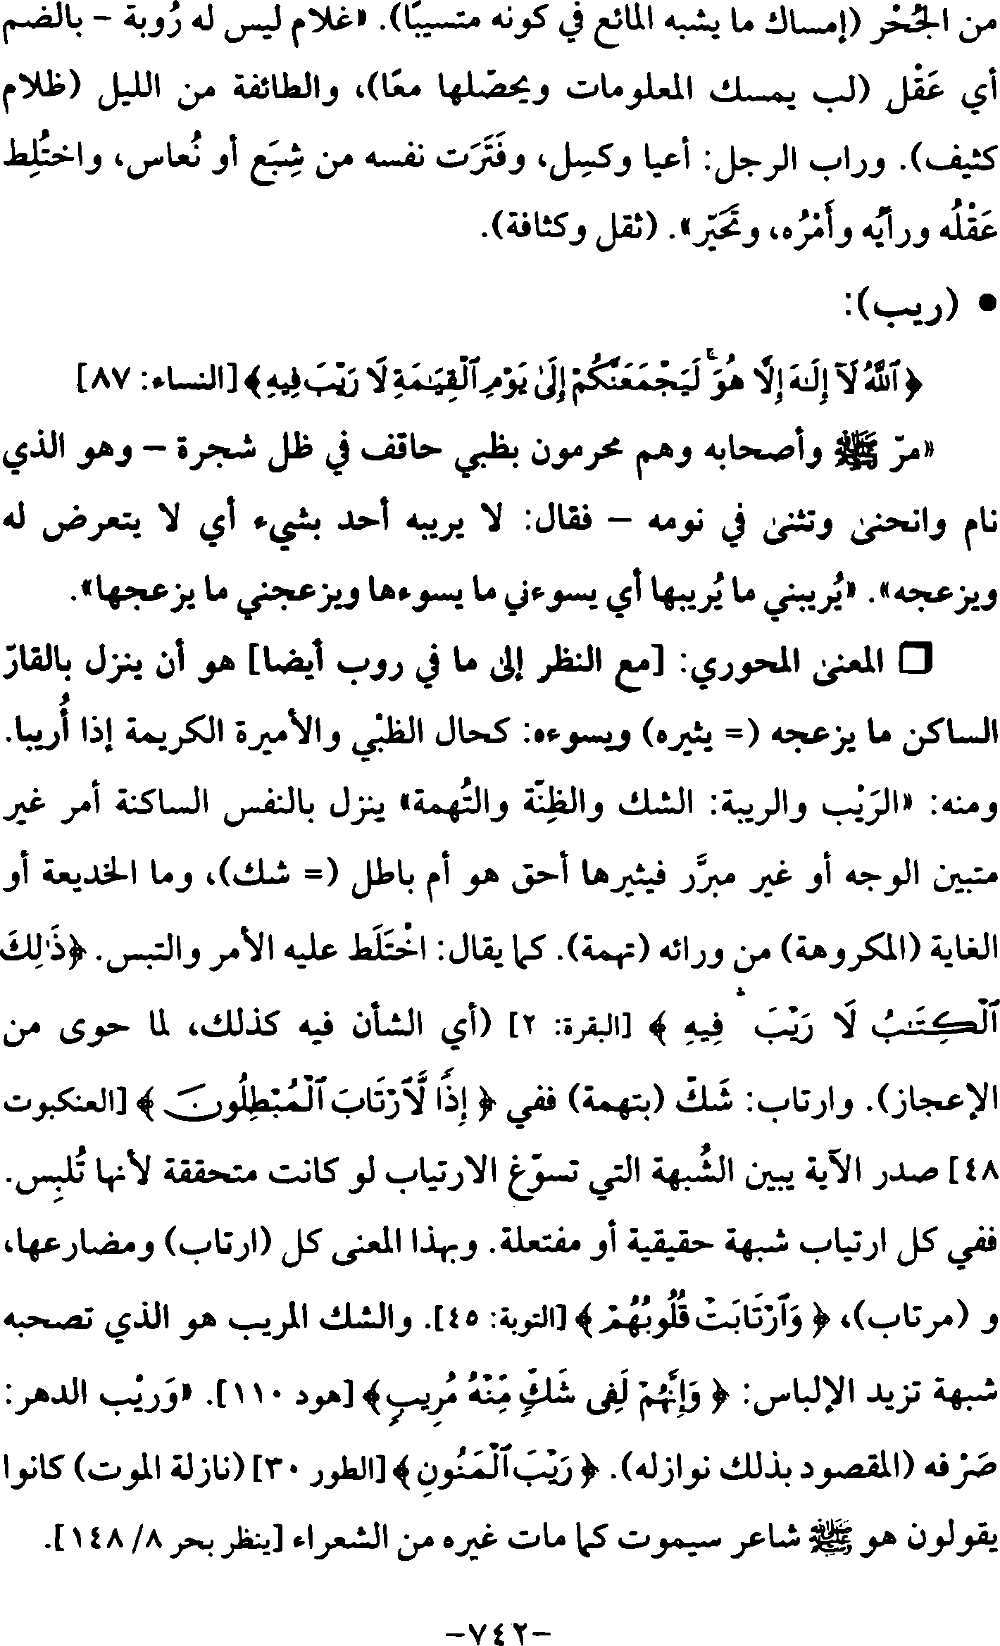 من الجُحْر (إمساك ما يشبه المائع في كونه متسيبًا). «غلام ليس له رُوبة – بالضم
أي عَقْل (لب يمسك المعلومات ويحصّلها معًا)، والطائفة من الليل (ظلام
كثيف). وراب الرجل: أعيا وكسِل، وفَتَرَت نفسه من شِبَع أو نُعاس، واختُلِط
عَقْلُه ورأيُه وأَمْرُه، وتَحَيّر». (ثقل وكثافة).
• (ريب):
﴿ ٱللَّهُ لَآ إِلَٰهَ إِلَّا هُوَ ۚ لَيَجْمَعَنَّكُمْ إِلَىٰ يَوْمِ ٱلْقِيَٰمَةِ لَا رَيْبَ فِيهِ ﴾ [النساء: ٨٧]
«مرّ ﷺ وأصحابه وهم محرمون بظبي حاقف في ظل شجرة – وهو الذي
نام وانحنىٰ وتثنىٰ في نومه – فقال: لا يريبه أحد بشيء أي لا يتعرض له
ويزعجه». «يُريبني ما يُريبها أي يسوءني ما يسوءها ويزعجني ما يزعجها».
❒ المعنىٰ المحوري: [مع النظر إلىٰ ما في روب أيضا] هو أن ينزل بالقارّ
الساكن ما يزعجه (= يثيره) ويسوءه: كحال الظبْي والأميرة الكريمة إذا أُريبا.
ومنه: «الرَيْب والريبة: الشك والظِنّة والتُهمة» ينزل بالنفس الساكنة أمر غير
متبين الوجه أو غير مبرَّر فيثيرها أحق هو أم باطل (= شك)، وما الخديعة أو
الغاية (المكروهة) من ورائه (تهمة). كما يقال: اخْتَلَط عليه الأمر والتبس. ﴿ذَٰلِكَ
ٱلْكِتَٰبُ لَا رَيْبَ ۛ فِيهِ ﴾ [البقرة: ٢] (أي الشأن فيه كذلك، لما حوى من
الإعجاز). وارتاب: شَكّ (بتهمة) ففي ﴿ إِذًا لَّٱرْتَابَ ٱلْمُبْطِلُونَ ﴾ [العنكبوت
٤٨] صدر الآية يبين الشُبهة التي تسوّغ الارتياب لو كانت متحققة لأنها تُلبِس.
ففي كل ارتياب شبهة حقيقية أو مفتعلة. وبهذا المعنى كل (ارتاب) ومضارعها،
و (مرتاب)، ﴿ وَٱرْتَابَتْ قُلُوبُهُمْ ﴾ [التوبة: ٤٥]. والشك المريب هو الذي تصحبه
شبهة تزيد الإلباس: ﴿ وَإِنَّهُمْ لَفِى شَكٍّ مِّنْهُ مُرِيبٍ ﴾ [هود ١١٠]. «وَريْب الدهر:
صَرْفه (المقصود بذلك نوازله). ﴿ رَيْبَ ٱلْمَنُونِ ﴾ [الطور ٣٠] (نازلة الموت) كانوا
يقولون هو ﷺ شاعر سيموت كما مات غيره من الشعراء [ينظر بحر ٨/ ١٤٨].
-٧٤٢-